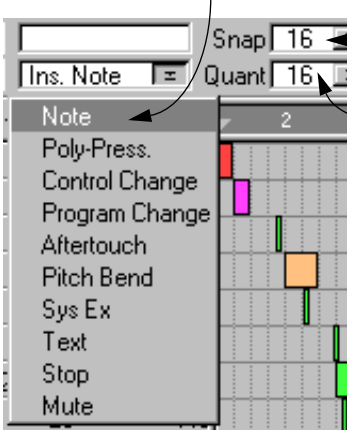 Snap 16
Ins. Note Quant 16
Note 2
Poly-Press.
Control Change
Program Change
Aftertouch
Pitch Bend
Sys Ex
Text
Stop
Mute